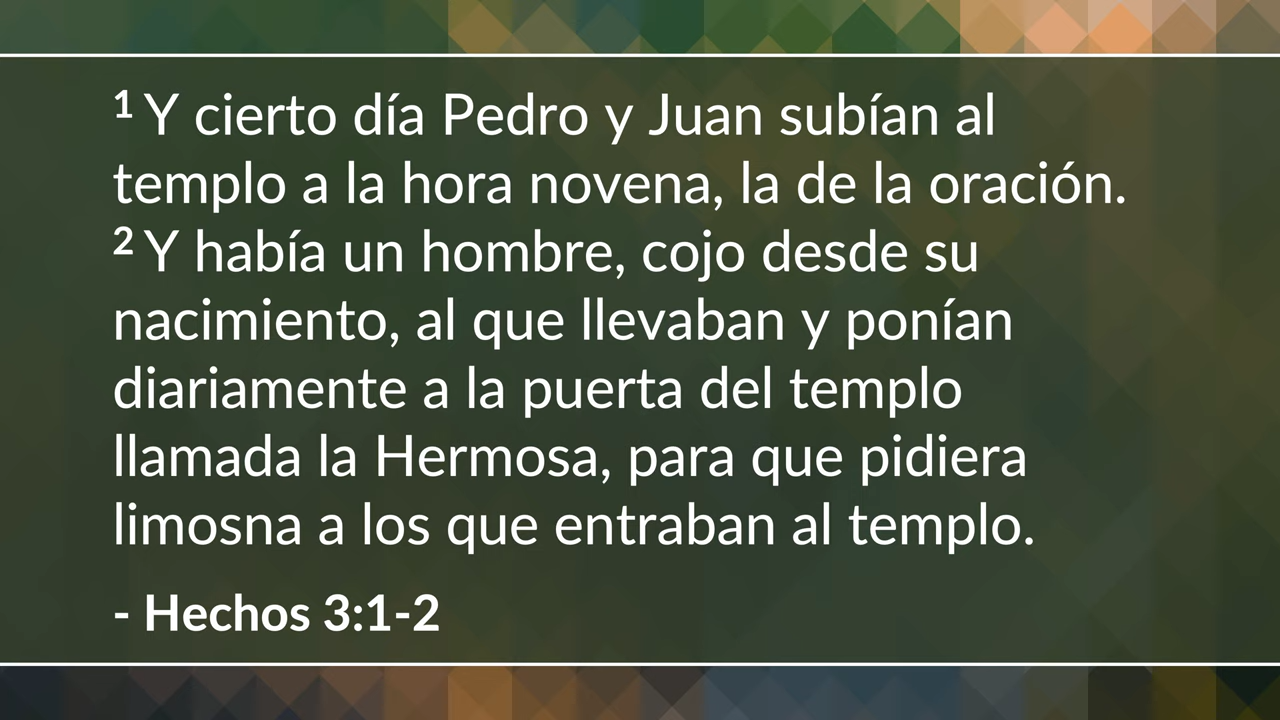 1 Y cierto día Pedro y Juan subían al
templo a la hora novena, la de la oración.
2 Y había un hombre, cojo desde su
nacimiento, al que llevaban y ponían
diariamente a la puerta del templo
llamada la Hermosa, para que pidiera
limosna a los que entraban al templo.
- Hechos 3:1-2